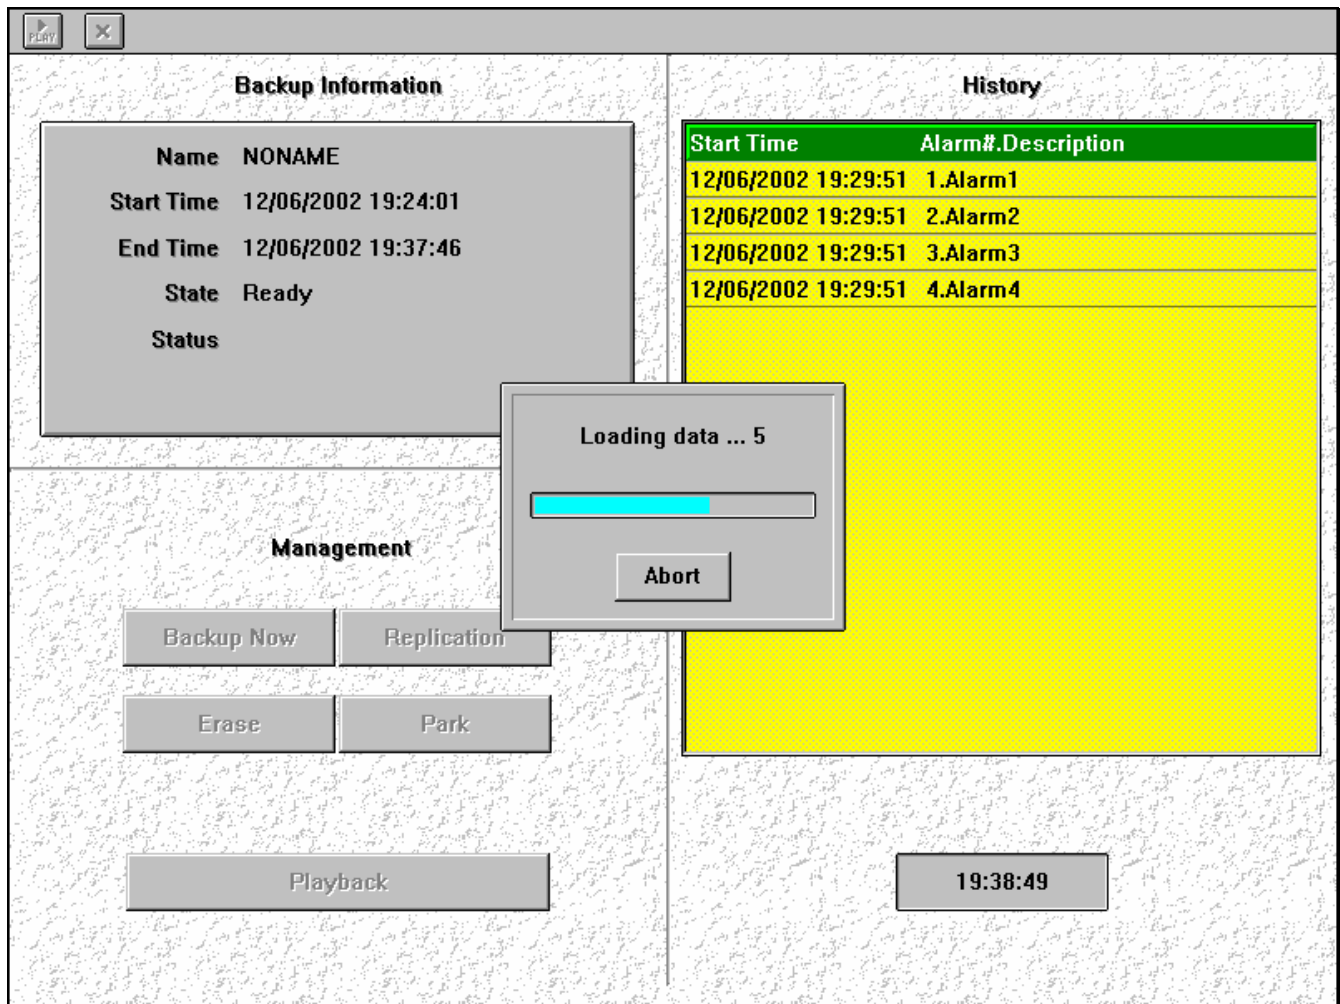 PLAY
Backup Information
Name NONAME
Start Time 12/06/2002 19:24:01
End Time 12/06/2002 19:37:46
State Ready
Status
History
Start Time Alarm#.Description
12/06/2002 19:29:51 1.Alarm1
12/06/2002 19:29:51 2.Alarm2
12/06/2002 19:29:51 3.Alarm3
12/06/2002 19:29:51 4.Alarm4
Loading data ... 5
Abort
Management
Backup Now Replication
Erase Park
Playback
19:38:49